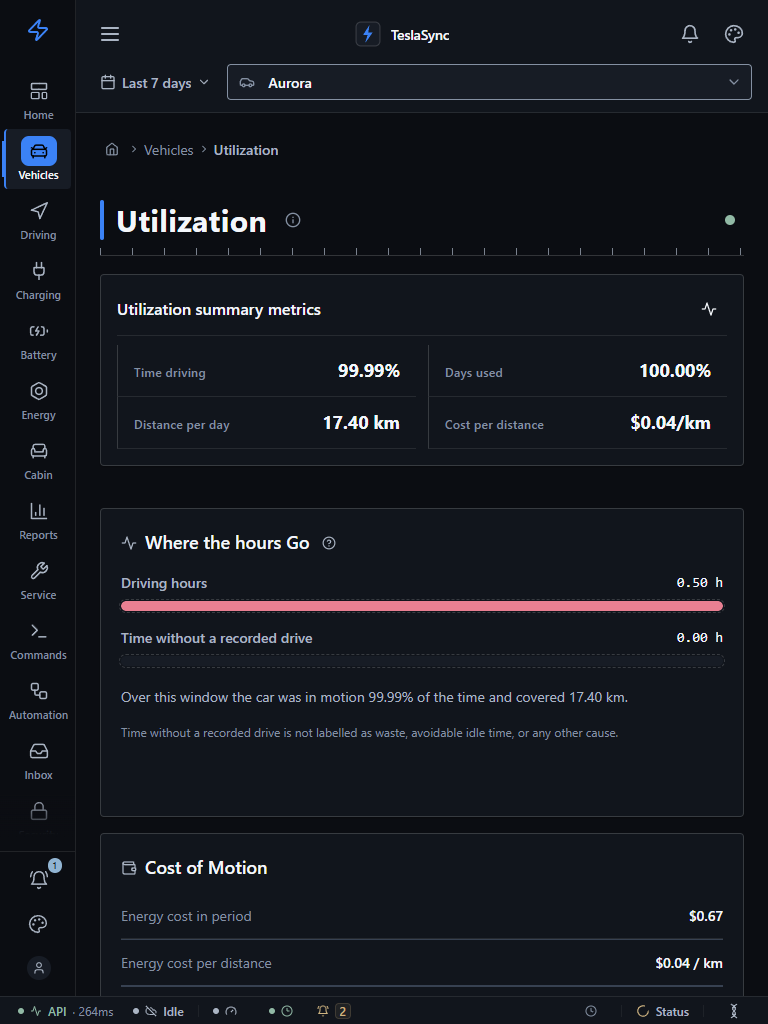 TeslaSync
Last 7 days
Aurora
Home
Vehicles
Driving
Charging
Battery
Energy
Cabin
Reports
Service
Commands
Automation
Inbox
1
Vehicles
Utilization
Utilization
Utilization summary metrics
Time driving 99.99%
Days used 100.00%
Distance per day 17.40 km
Cost per distance $0.04/km
Where the hours Go
Driving hours 0.50 h
Time without a recorded drive 0.00 h
Over this window the car was in motion 99.99% of the time and covered 17.40 km.
Time without a recorded drive is not labelled as waste, avoidable idle time, or any other cause.
Cost of Motion
Energy cost in period $0.67
Energy cost per distance $0.04 / km
API · 264ms Idle 2 Status